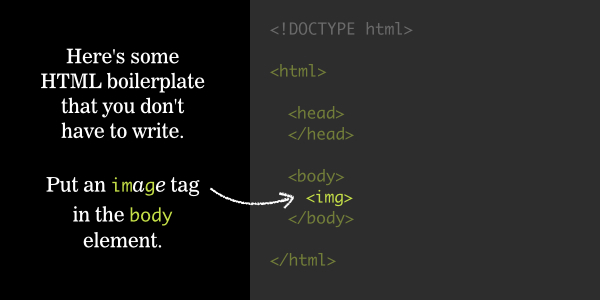 Here's some
HTML boilerplate
that you don't
have to write.
Put an image tag
in the body
element.
<!DOCTYPE html>
<html>
<head>
</head>
<body>
<img>
</body>
</html>